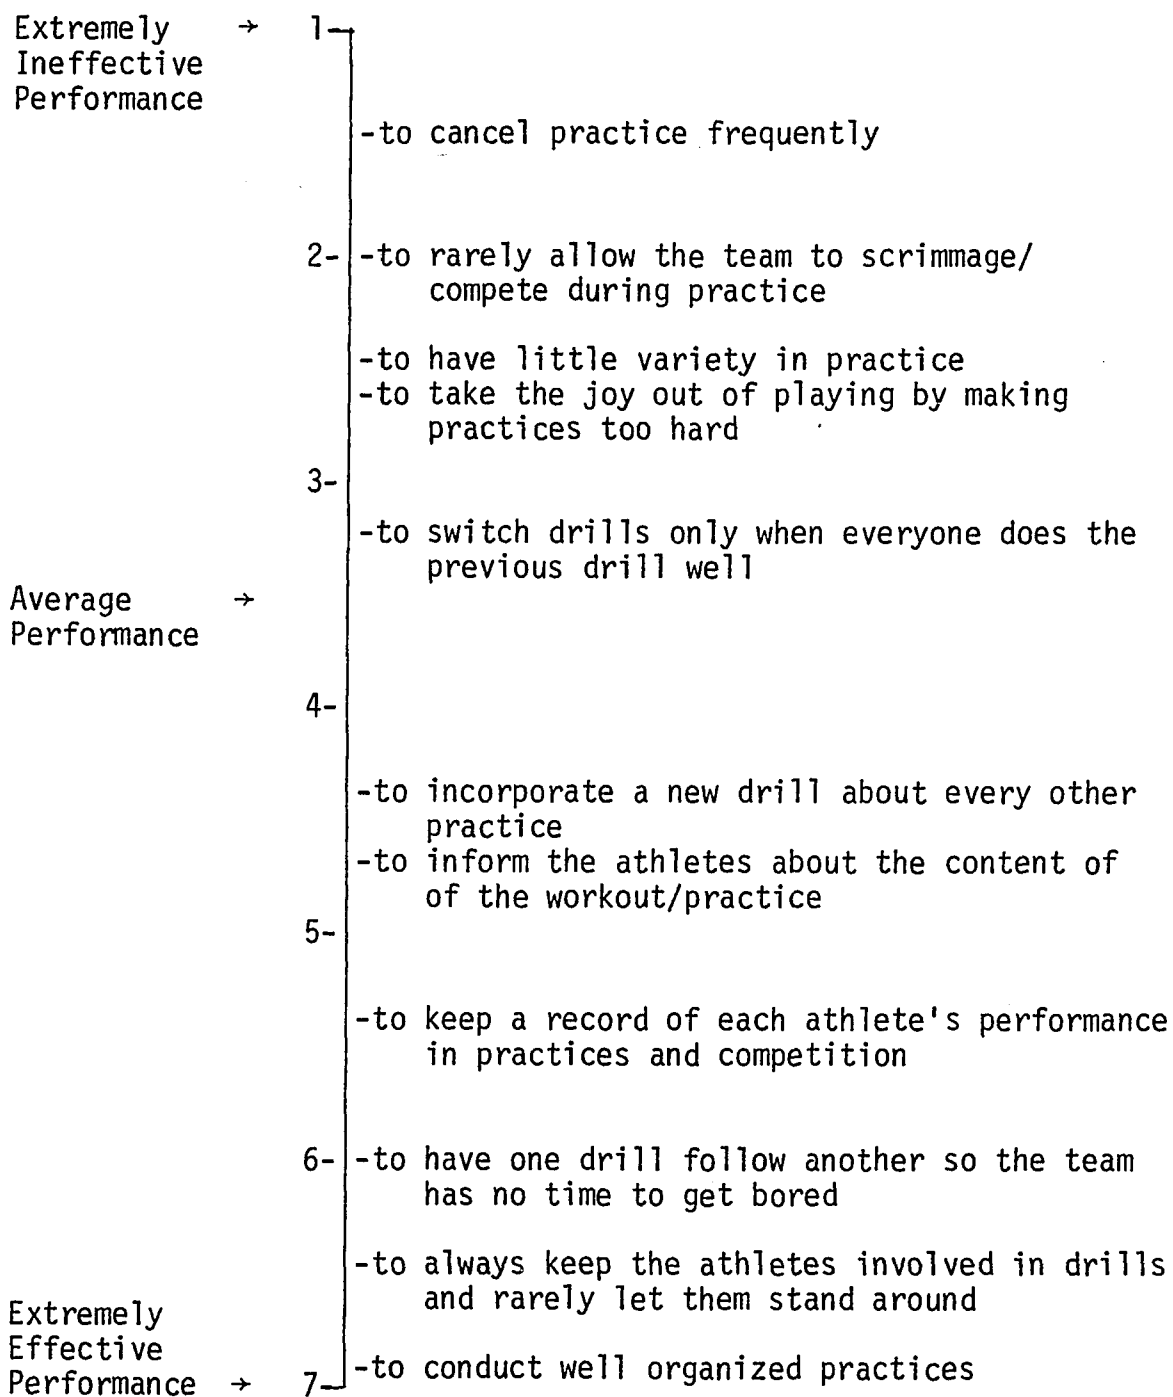 Extremely → 1-
Ineffective
Performance
-to cancel practice frequently
2- -to rarely allow the team to scrimmage/
compete during practice
-to have little variety in practice
-to take the joy out of playing by making
practices too hard
3-
-to switch drills only when everyone does the
previous drill well
Average →
Performance
4-
-to incorporate a new drill about every other
practice
-to inform the athletes about the content of
of the workout/practice
5-
-to keep a record of each athlete's performance
in practices and competition
6- -to have one drill follow another so the team
has no time to get bored
-to always keep the athletes involved in drills
and rarely let them stand around
Extremely
Effective
-to conduct well organized practices
Performance → 7-